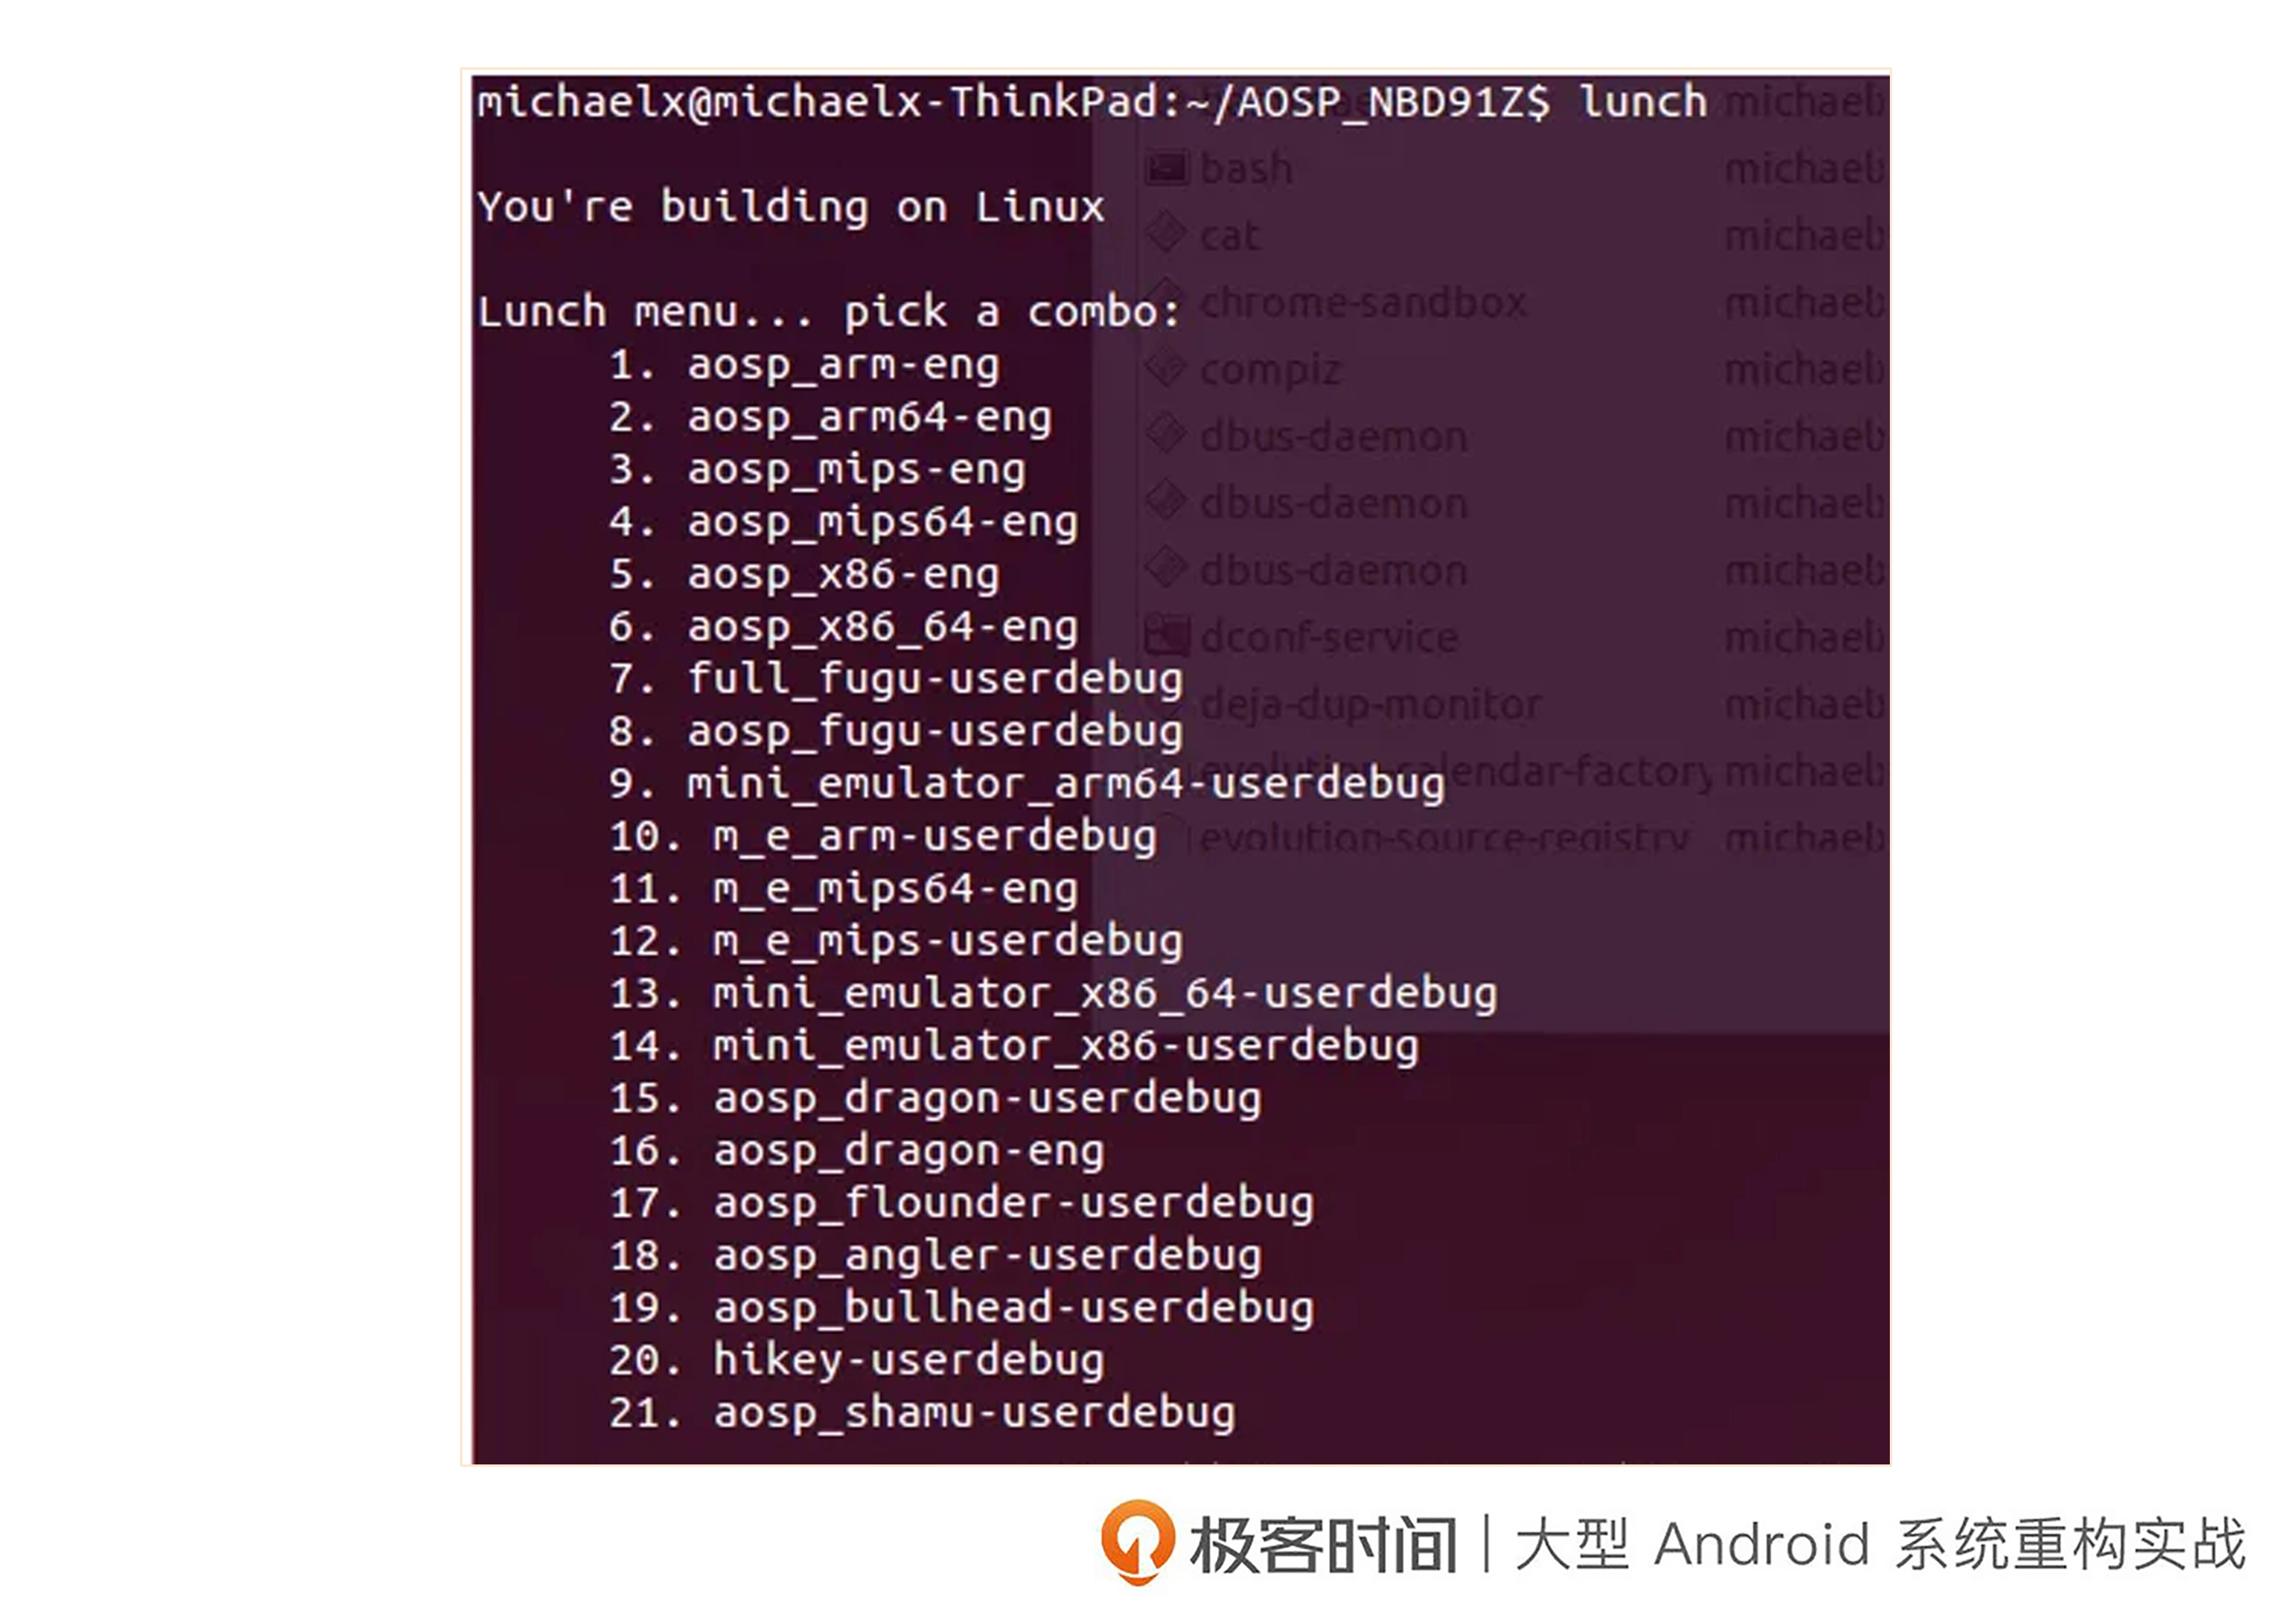 michaelx@michaelx-ThinkPad:~/AOSP_NBD91Z$ lunch
You're building on Linux
Lunch menu... pick a combo:
1. aosp_arm-eng
2. aosp_arm64-eng
3. aosp_mips-eng
4. aosp_mips64-eng
5. aosp_x86-eng
6. aosp_x86_64-eng
7. full_fugu-userdebug
8. aosp_fugu-userdebug
9. mini_emulator_arm64-userdebug
10. m_e_arm-userdebug
11. m_e_mips64-eng
12. m_e_mips-userdebug
13. mini_emulator_x86_64-userdebug
14. mini_emulator_x86-userdebug
15. aosp_dragon-userdebug
16. aosp_dragon-eng
17. aosp_flounder-userdebug
18. aosp_angler-userdebug
19. aosp_bullhead-userdebug
20. hikey-userdebug
21. aosp_shamu-userdebug
bash
cat
chrome-sandbox
compiz
dbus-daemon
dbus-daemon
dbus-daemon
dconf-service
deja-dup-monitor
evolution-calendar-factory
evolution-source-registry
极客时间 | 大型 Android 系统重构实战